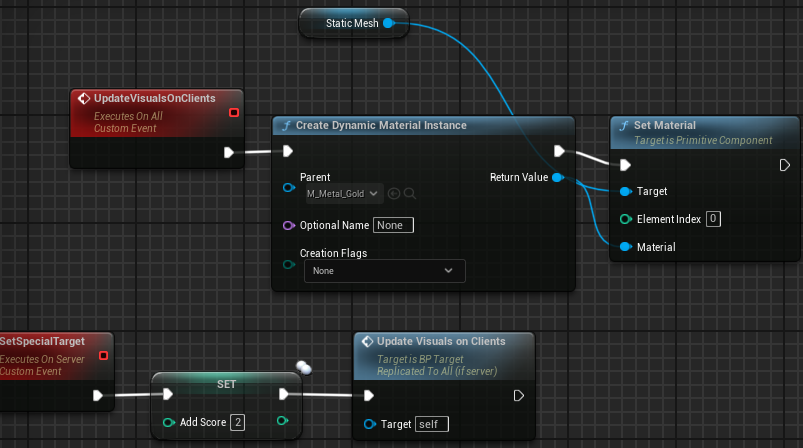 Static Mesh
UpdateVisualsOnClients
Executes On All
Custom Event
Create Dynamic Material Instance
Parent
M_Metal_Gold
Return Value
Optional Name None
Creation Flags
None
Set Material
Target is Primitive Component
Target
Element Index 0
Material
SetSpecialTarget
Executes On Server
Custom Event
SET
Add Score 2
Update Visuals on Clients
Target is BP Target
Replicated To All (if server)
Target self